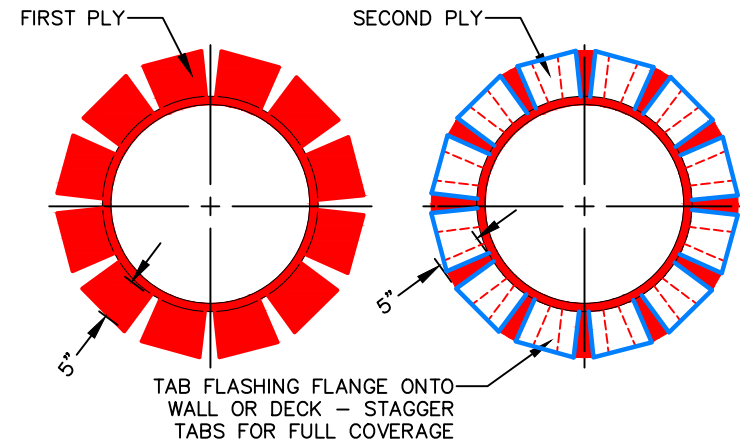 FIRST PLY
SECOND PLY
5”
5”
TAB FLASHING FLANGE ONTO
WALL OR DECK – STAGGER
TABS FOR FULL COVERAGE